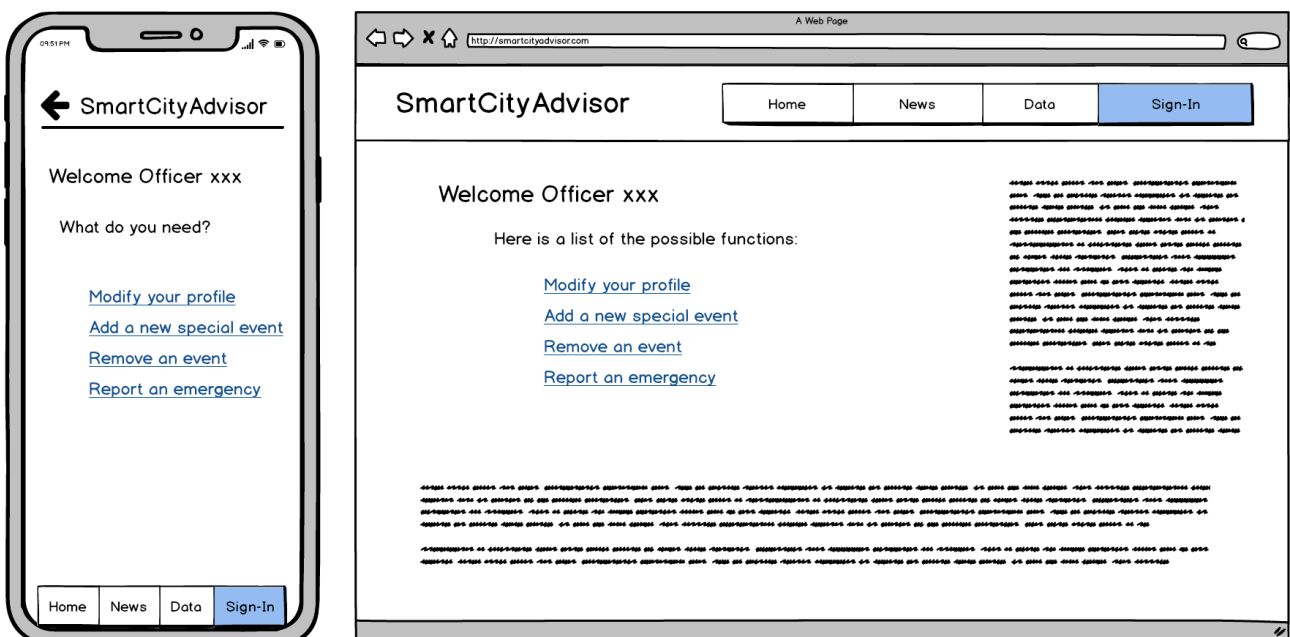 09:51 PM
SmartCityAdvisor
Welcome Officer xxx
What do you need?
Modify your profile
Add a new special event
Remove an event
Report an emergency
Home News Data Sign-In
A Web Page
http://smartcityadvisor.com
SmartCityAdvisor
Home News Data Sign-In
Welcome Officer xxx
Here is a list of the possible functions:
Modify your profile
Add a new special event
Remove an event
Report an emergency